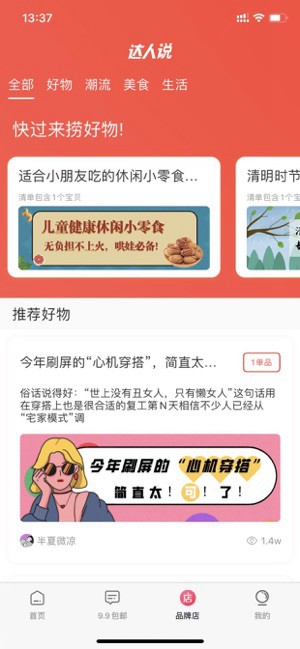 13:37
达人说
全部 好物 潮流 美食 生活
快过来捞好物!
适合小朋友吃的休闲小零食...
清单包含1个宝贝
儿童健康休闲小零食
无负担不上火，哄娃必备!
清明时节
清单包含1个宝
推荐好物
今年刷屏的“心机穿搭”，简直太...
1单品
俗话说得好：“世上没有丑女人，只有懒女人”这句话用
在穿搭上也是很合适的复工第N天相信不少人已经从
“宅家模式”调
今年刷屏的“心机穿搭”
简直太!可!了!
半夏微凉
1.4w
首页
9.9包邮
店
品牌店
我的